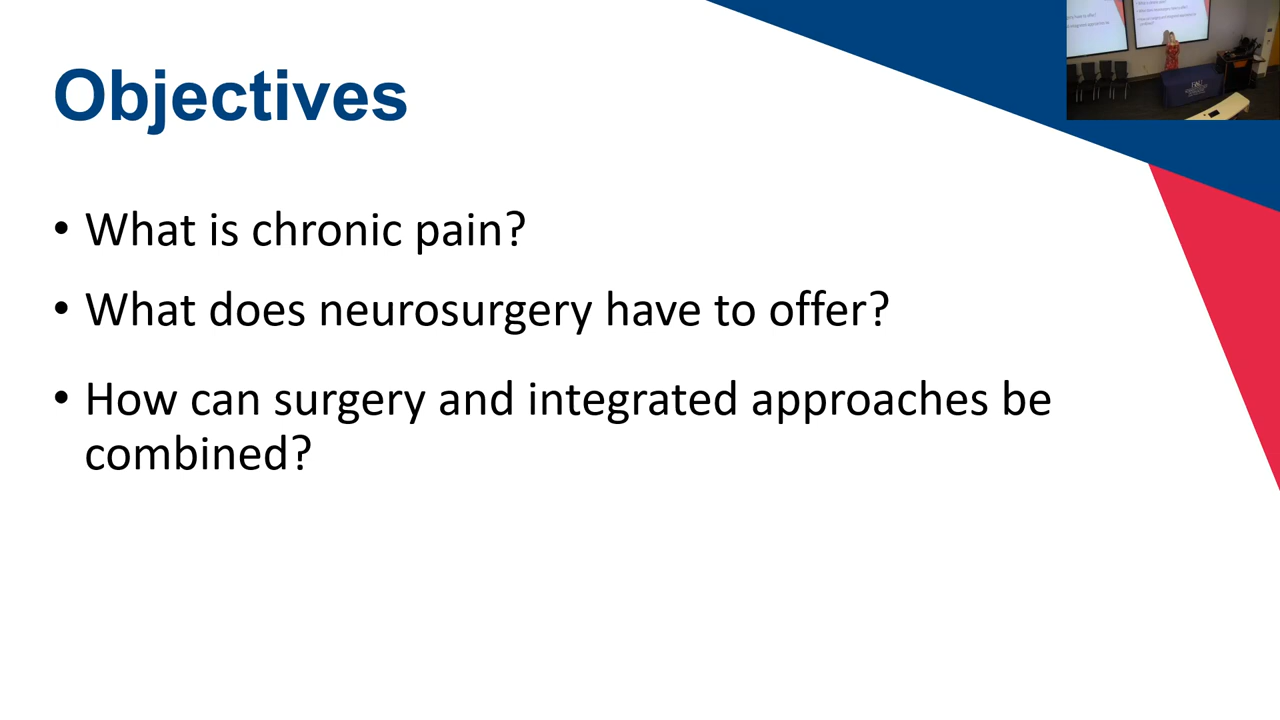 Objectives
• What is chronic pain?
• What does neurosurgery have to offer?
• How can surgery and integrated approaches be
combined?